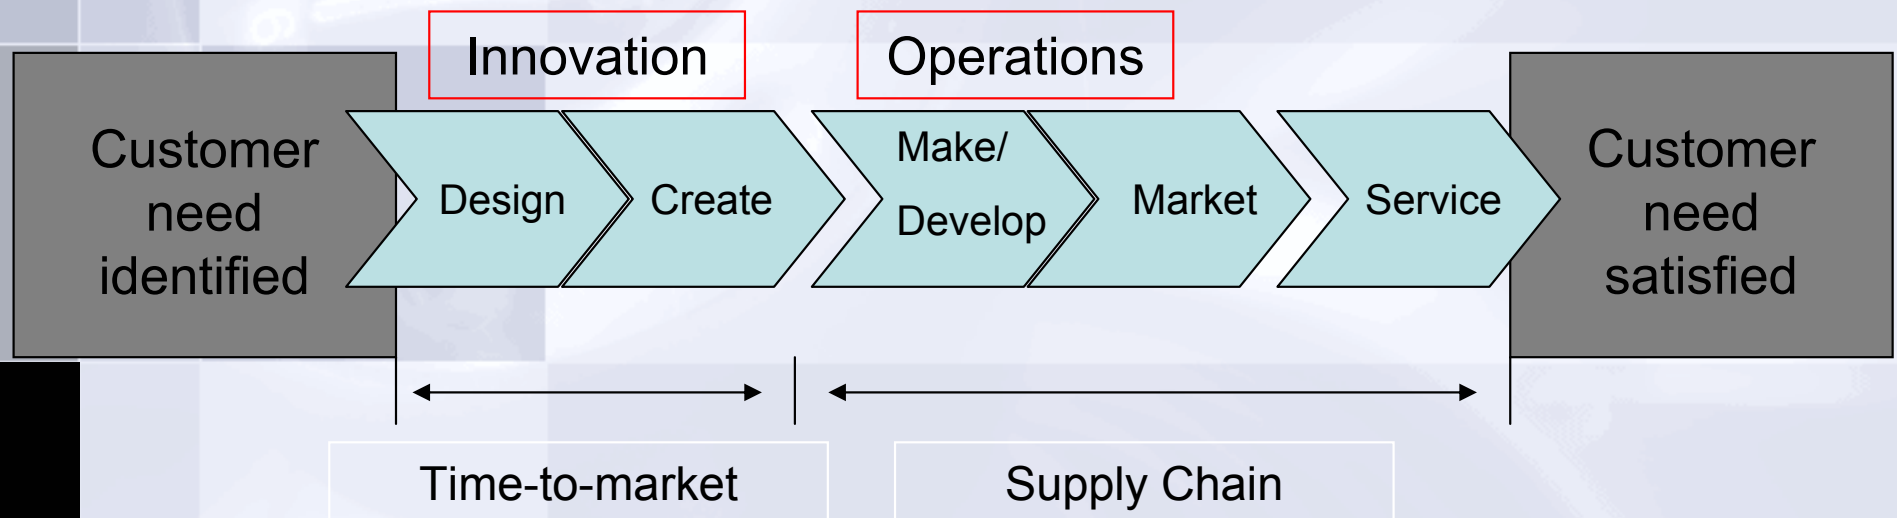 Innovation
Operations
Customer
need
identified
Design
Create
Make/
Develop
Market
Service
Customer
need
satisfied
Time-to-market
Supply Chain